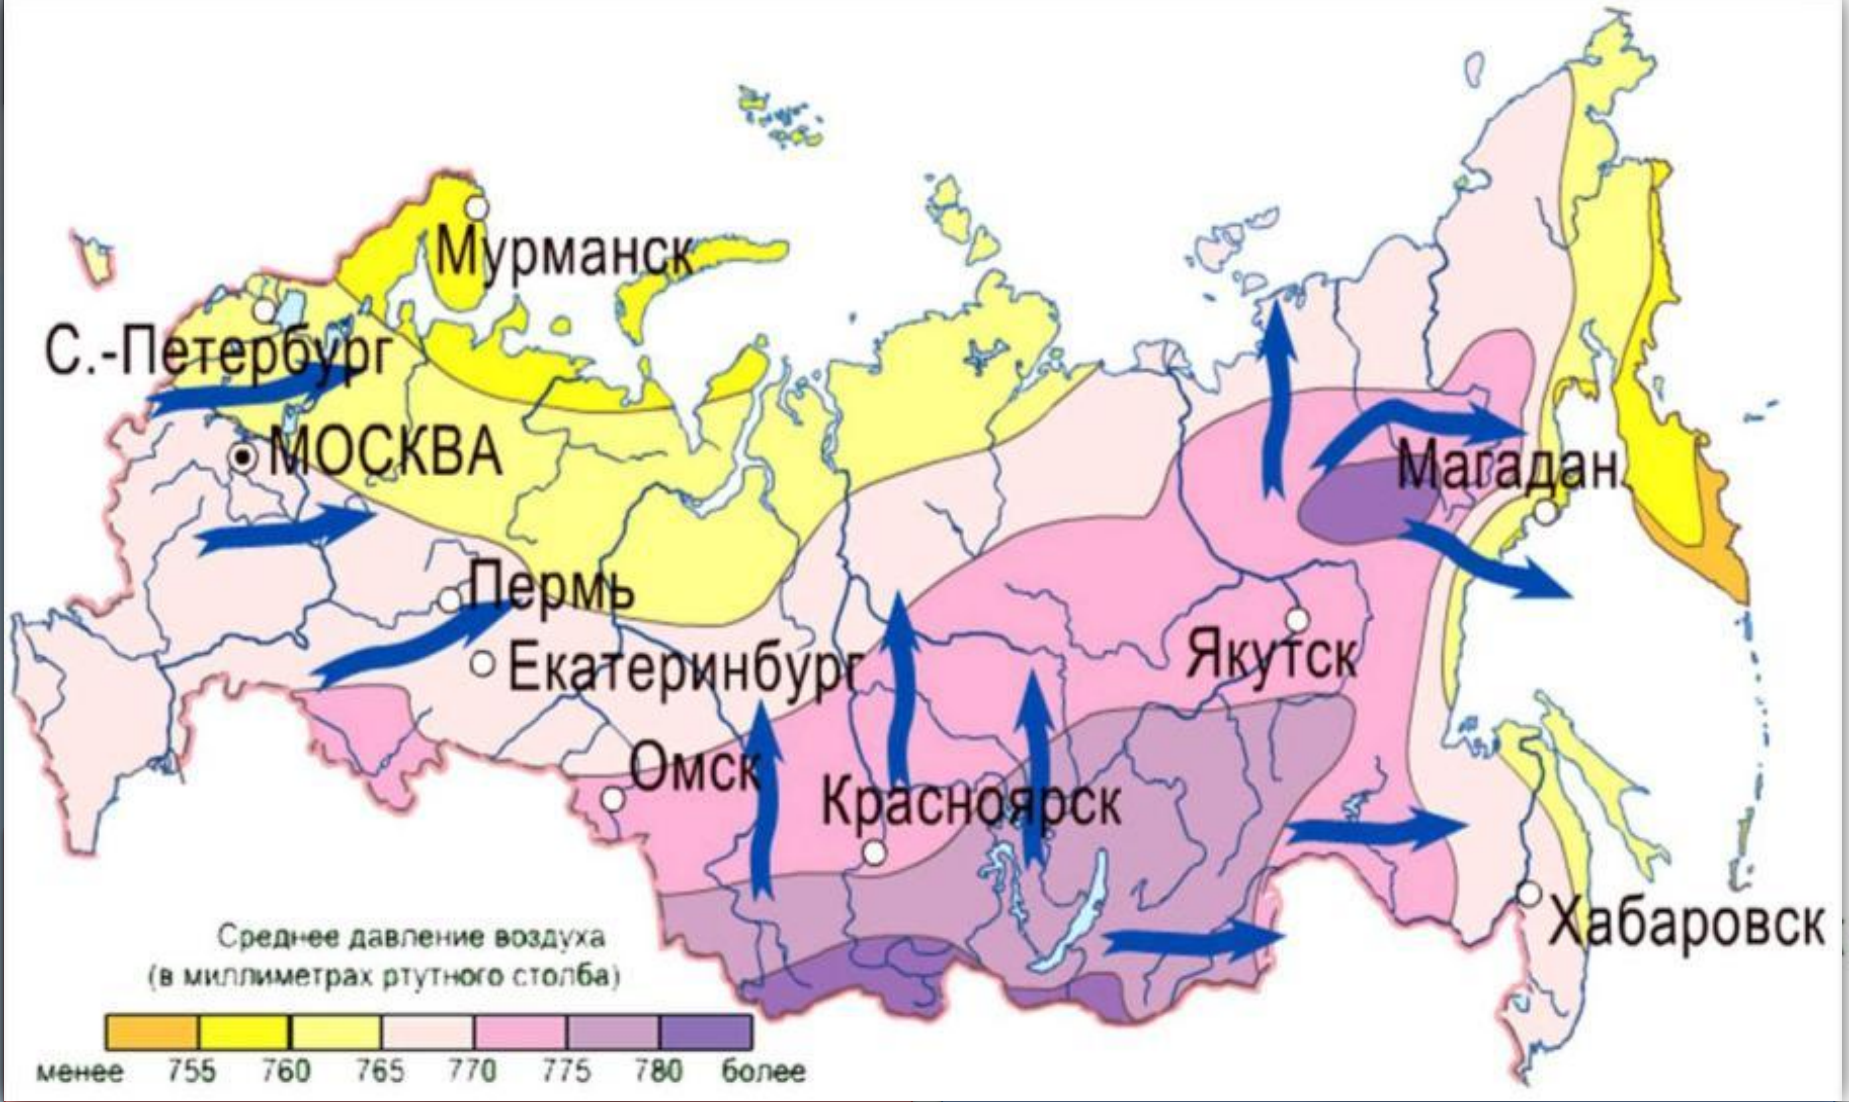 Мурманск
С.-Петербург
МОСКВА
Магадан
Пермь
Екатеринбург
Якутск
Омск
Красноярск
Хабаровск
Среднее давление воздуха
(в миллиметрах ртутного столба)
менее 755 760 765 770 775 780 более